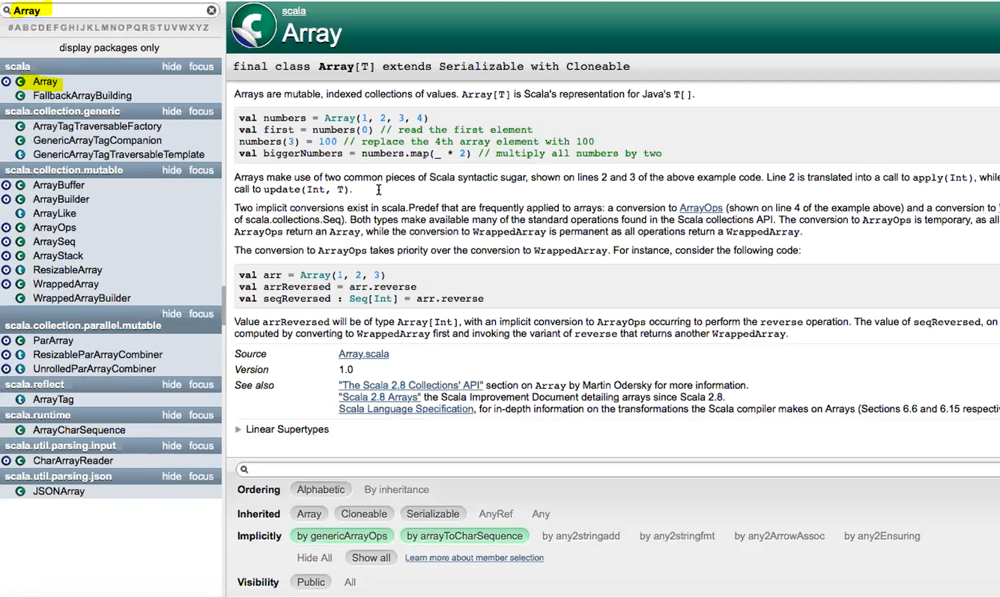 Array
#ABCDEFGHIJKLMNOPQRSTUVWXYZ
display packages only
scala hide focus
Array
FallbackArrayBuilding
scala.collection.generic hide focus
ArrayTagTraversableFactory
GenericArrayTagCompanion
GenericArrayTagTraversableTemplate
scala.collection.mutable hide focus
ArrayBuffer
ArrayBuilder
ArrayLike
ArrayOps
ArraySeq
ArrayStack
ResizableArray
WrappedArray
WrappedArrayBuilder
hide focus
scala.collection.parallel.mutable
ParArray
ResizableParArrayCombiner
UnrolledParArrayCombiner
scala.reflect hide focus
ArrayTag
scala.runtime hide focus
ArrayCharSequence
scala.util.parsing.input hide focus
CharArrayReader
scala.util.parsing.json hide focus
JSONArray
scala
Array
final class Array[T] extends Serializable with Cloneable
Arrays are mutable, indexed collections of values. Array[T] is Scala's representation for Java's T[].
val numbers = Array(1, 2, 3, 4)
val first = numbers(0) // read the first element
numbers(3) = 100 // replace the 4th array element with 100
val biggerNumbers = numbers.map(_ * 2) // multiply all numbers by two
Arrays make use of two common pieces of Scala syntactic sugar, shown on lines 2 and 3 of the above example code. Line 2 is translated into a call to apply(Int), while
call to update(Int, T).
Two implicit conversions exist in scala.Predef that are frequently applied to arrays: a conversion to ArrayOps (shown on line 4 of the example above) and a conversion to
of scala.collections.Seq). Both types make available many of the standard operations found in the Scala collections API. The conversion to ArrayOps is temporary, as all
ArrayOps return an Array, while the conversion to WrappedArray is permanent as all operations return a WrappedArray.
The conversion to ArrayOps takes priority over the conversion to WrappedArray. For instance, consider the following code:
val arr = Array(1, 2, 3)
val arrReversed = arr.reverse
val seqReversed : Seq[Int] = arr.reverse
Value arrReversed will be of type Array[Int], with an implicit conversion to ArrayOps occurring to perform the reverse operation. The value of seqReversed, on
computed by converting to WrappedArray first and invoking the variant of reverse that returns another WrappedArray.
Source Array.scala
Version 1.0
See also "The Scala 2.8 Collections' API" section on Array by Martin Odersky for more information.
"Scala 2.8 Arrays" the Scala Improvement Document detailing arrays since Scala 2.8.
Scala Language Specification, for in-depth information on the transformations the Scala compiler makes on Arrays (Sections 6.6 and 6.15
Linear Supertypes
Ordering Alphabetic By inheritance
Inherited Array Cloneable Serializable AnyRef Any
Implicitly by genericArrayOps by arrayToCharSequence by any2stringadd by any2stringfmt by any2ArrowAssoc by any2Ensuring
Hide All Show all Learn more about member selection
Visibility Public All